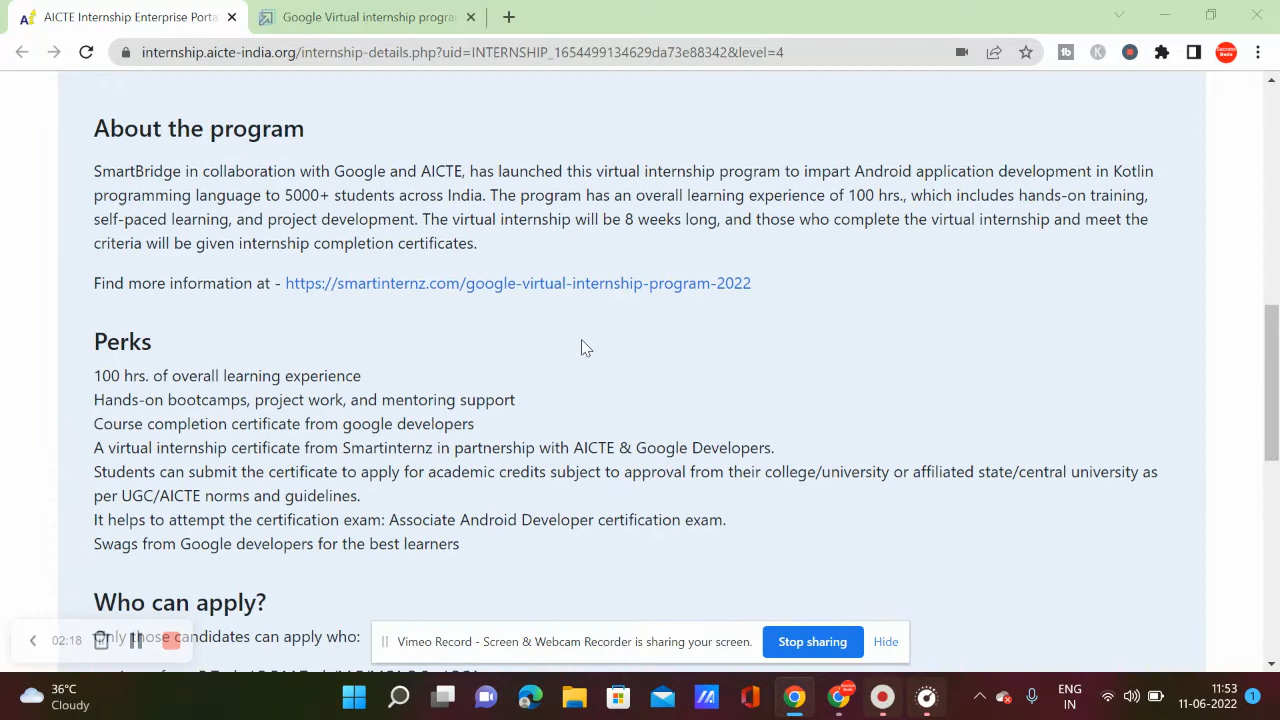 AICTE Internship Enterprise Porta
Google Virtual internship progra
internship.aicte-india.org/internship-details.php?uid=INTERNSHIP_1654499134629da73e88342&level=4
About the program
SmartBridge in collaboration with Google and AICTE, has launched this virtual internship program to impart Android application development in Kotlin
programming language to 5000+ students across India. The program has an overall learning experience of 100 hrs., which includes hands-on training,
self-paced learning, and project development. The virtual internship will be 8 weeks long, and those who complete the virtual internship and meet the
criteria will be given internship completion certificates.
Find more information at - https://smartinternz.com/google-virtual-internship-program-2022
Perks
100 hrs. of overall learning experience
Hands-on bootcamps, project work, and mentoring support
Course completion certificate from google developers
A virtual internship certificate from Smartinternz in partnership with AICTE & Google Developers.
Students can submit the certificate to apply for academic credits subject to approval from their college/university or affiliated state/central university as
per UGC/AICTE norms and guidelines.
It helps to attempt the certification exam: Associate Android Developer certification exam.
Swags from Google developers for the best learners
Who can apply?
Only those candidates can apply who:
02:18
Vimeo Record - Screen & Webcam Recorder is sharing your screen.
Stop sharing
Hide
36°C
Cloudy
ENG
IN
11:53
11-06-2022
1